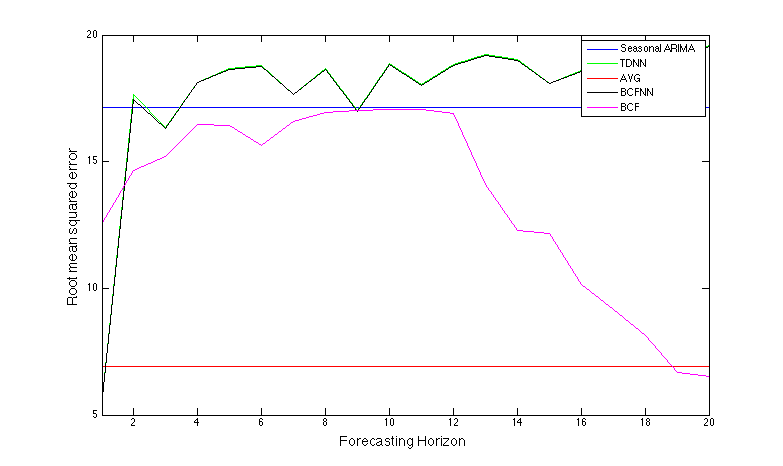 20
15
10
5
Root mean squared error
Seasonal ARIMA
TDNN
AVG
BCFNN
BCF
2 4 6 8 10 12 14 16 18 20
Forecasting Horizon